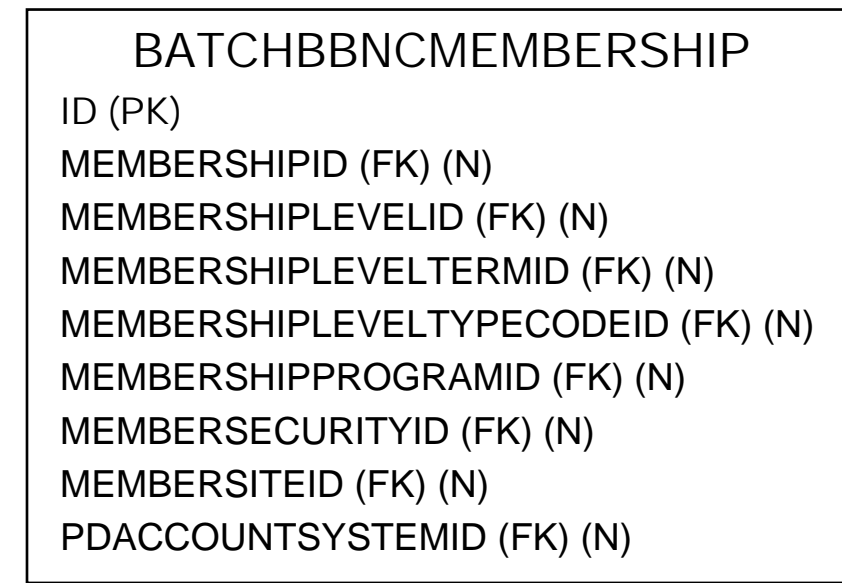 BATCHBBNCMEMBERSHIP
ID (PK)
MEMBERSHIPID (FK) (N)
MEMBERSHIPLEVELID (FK) (N)
MEMBERSHIPLEVELTERMID (FK) (N)
MEMBERSHIPLEVELTYPECODEID (FK) (N)
MEMBERSHIPPROGRAMID (FK) (N)
MEMBERSECURITYID (FK) (N)
MEMBERSITEID (FK) (N)
PDACCOUNTSYSTEMID (FK) (N)